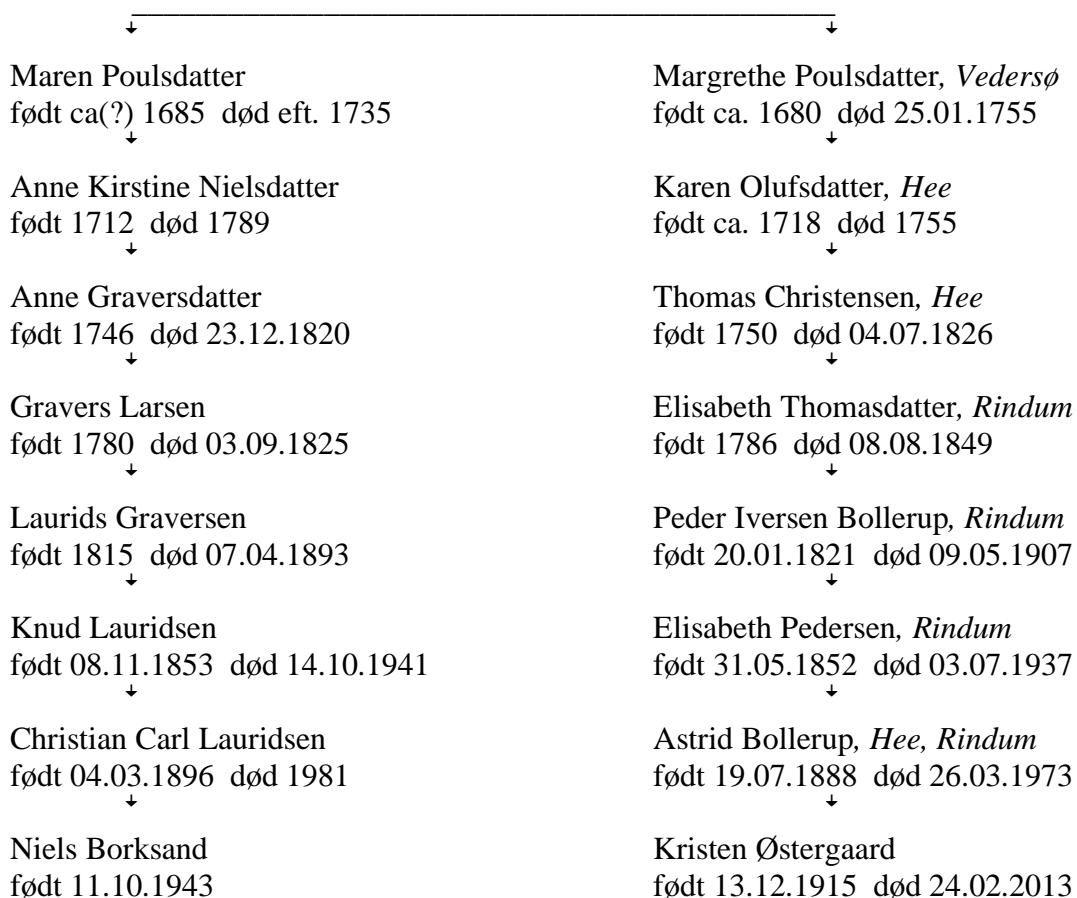 Maren Poulsdatter
født ca(?) 1685 død eft. 1735
Anne Kirstine Nielsdatter
født 1712 død 1789
Anne Graversdatter
født 1746 død 23.12.1820
Gravers Larsen
født 1780 død 03.09.1825
Laurids Graversen
født 1815 død 07.04.1893
Knud Lauridsen
født 08.11.1853 død 14.10.1941
Christian Carl Lauridsen
født 04.03.1896 død 1981
Niels Borksand
født 11.10.1943
Margrethe Poulsdatter, Vedersø
født ca. 1680 død 25.01.1755
Karen Olufsdatter, Hee
født ca. 1718 død 1755
Thomas Christensen, Hee
født 1750 død 04.07.1826
Elisabeth Thomasdatter, Rindum
født 1786 død 08.08.1849
Peder Iversen Bollerup, Rindum
født 20.01.1821 død 09.05.1907
Elisabeth Pedersen, Rindum
født 31.05.1852 død 03.07.1937
Astrid Bollerup, Hee, Rindum
født 19.07.1888 død 26.03.1973
Kristen Østergaard
født 13.12.1915 død 24.02.2013